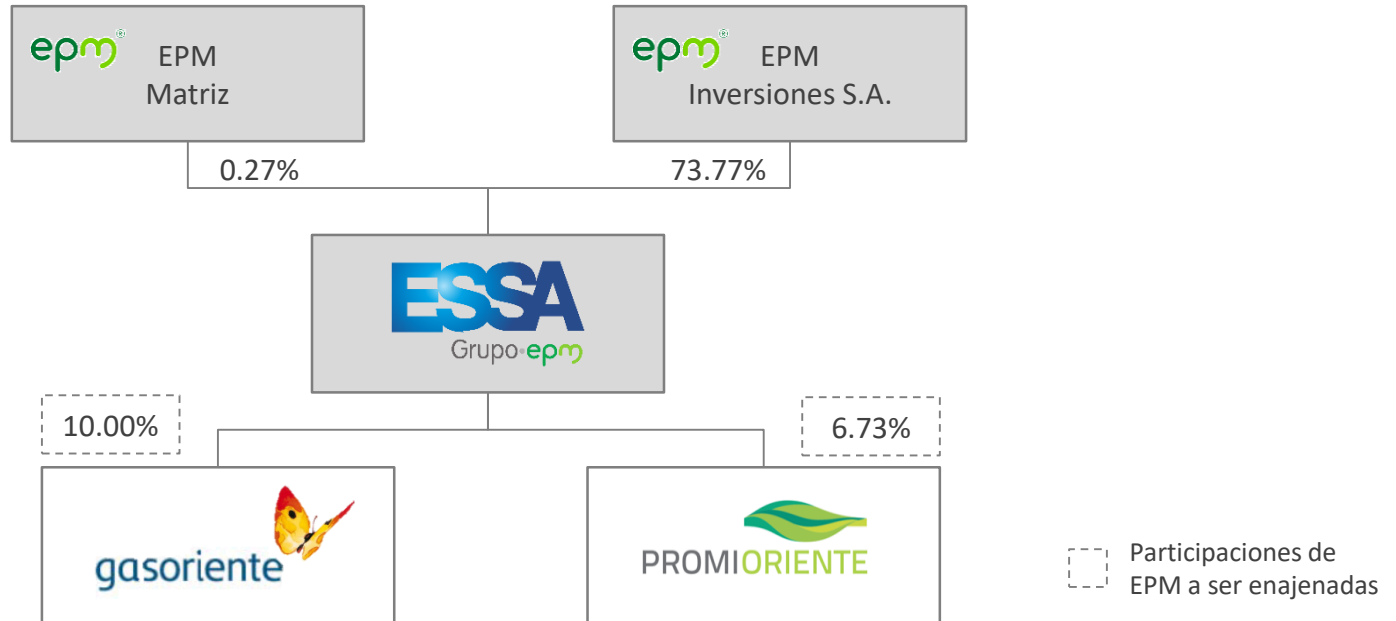 epm®
EPM
Matriz
epm®
EPM
Inversiones S.A.
0.27%
73.77%
ESSA
Grupo·epm
10.00%
6.73%
gasoriente
PROMIORIENTE
Participaciones de
EPM a ser enajenadas